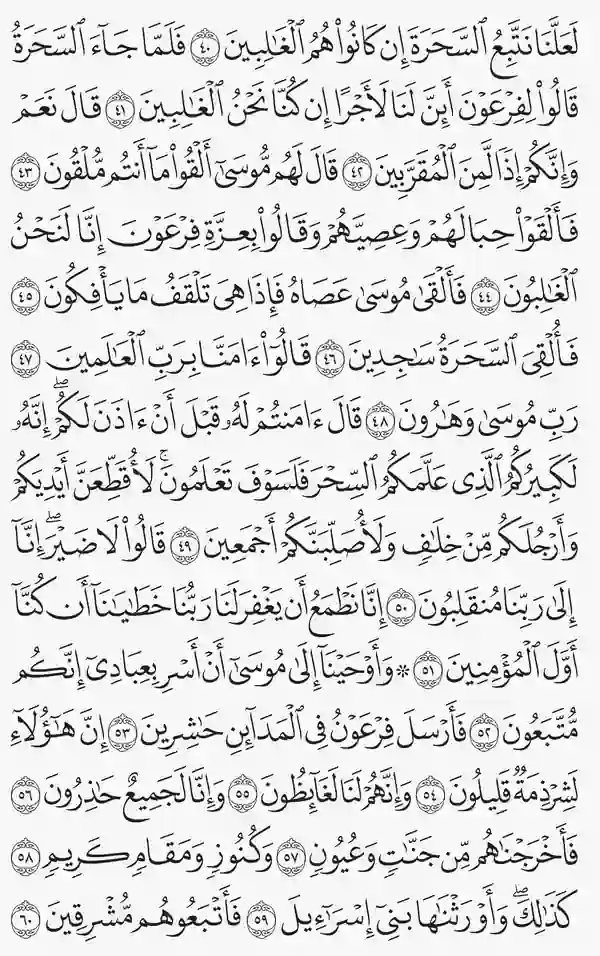 لَعَلَّنَا نَتَّبِعُ ٱلسَّحَرَةَ إِن كَانُوا۟ هُمُ ٱلْغَـٰلِبِينَ ٤٠ فَلَمَّا جَآءَ ٱلسَّحَرَةُ
قَالُوا۟ لِفِرْعَوْنَ أَئِنَّ لَنَا لَأَجْرًا إِن كُنَّا نَحْنُ ٱلْغَـٰلِبِينَ ٤١ قَالَ نَعَمْ
وَإِنَّكُمْ إِذًا لَّمِنَ ٱلْمُقَرَّبِينَ ٤٢ قَالَ لَهُم مُّوسَىٰٓ أَلْقُوا۟ مَآ أَنتُم مُّلْقُونَ ٤٣
فَأَلْقَوْا۟ حِبَالَهُمْ وَعِصِيَّهُمْ وَقَالُوا۟ بِعِزَّةِ فِرْعَوْنَ إِنَّا لَنَحْنُ
ٱلْغَـٰلِبُونَ ٤٤ فَأَلْقَىٰ مُوسَىٰ عَصَاهُ فَإِذَا هِىَ تَلْقَفُ مَا يَأْفِكُونَ ٤٥
فَأُلْقِىَ ٱلسَّحَرَةُ سَـٰجِدِينَ ٤٦ قَالُوٓا۟ ءَامَنَّا بِرَبِّ ٱلْعَـٰلَمِينَ ٤٧
رَبِّ مُوسَىٰ وَهَـٰرُونَ ٤٨ قَالَ ءَامَنتُمْ لَهُۥ قَبْلَ أَنْ ءَاذَنَ لَكُمْ ۖ إِنَّهُۥ
لَكَبِيرُكُمُ ٱلَّذِى عَلَّمَكُمُ ٱلسِّحْرَ فَلَسَوْفَ تَعْلَمُونَ ۚ لَأُقَطِّعَنَّ أَيْدِيَكُمْ
وَأَرْجُلَكُم مِّنْ خِلَـٰفٍ وَلَأُصَلِّبَنَّكُمْ أَجْمَعِينَ ٤٩ قَالُوا۟ لَا ضَيْرَ ۖ إِنَّآ
إِلَىٰ رَبِّنَا مُنقَلِبُونَ ٥٠ إِنَّا نَطْمَعُ أَن يَغْفِرَ لَنَا رَبُّنَا خَطَـٰيَـٰنَآ أَن كُنَّآ
أَوَّلَ ٱلْمُؤْمِنِينَ ٥١ ۞ وَأَوْحَيْنَآ إِلَىٰ مُوسَىٰٓ أَنْ أَسْرِ بِعِبَادِىٓ إِنَّكُم
مُّتَّبَعُونَ ٥٢ فَأَرْسَلَ فِرْعَوْنُ فِى ٱلْمَدَآئِنِ حَـٰشِرِينَ ٥٣ إِنَّ هَـٰٓؤُلَآءِ
لَشِرْذِمَةٌ قَلِيلُونَ ٥٤ وَإِنَّهُمْ لَنَا لَغَآئِظُونَ ٥٥ وَإِنَّا لَجَمِيعٌ حَـٰذِرُونَ ٥٦
فَأَخْرَجْنَـٰهُم مِّن جَنَّـٰتٍ وَعُيُونٍ ٥٧ وَكُنُوزٍ وَمَقَامٍ كَرِيمٍ ٥٨
كَذَٰلِكَ ۖ وَأَوْرَثْنَـٰهَا بَنِىٓ إِسْرَٰٓءِيلَ ٥٩ فَأَتْبَعُوهُم مُّشْرِقِينَ ٦٠